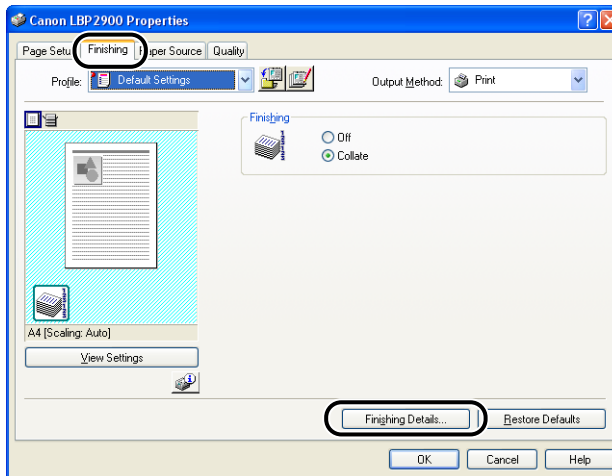 Canon LBP2900 Properties
Page Setu Finishing aper Source Quality
Profile: Default Settings Output Method: Print
Finishing
Off
Collate
A4 [Scaling: Auto]
View Settings
Finishing Details... Restore Defaults
OK Cancel Help